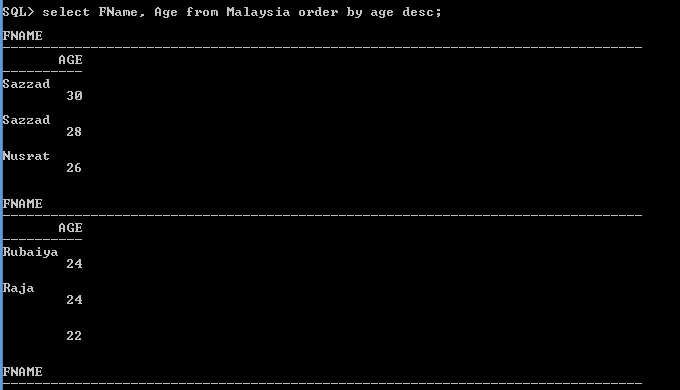 SQL> select FName, Age from Malaysia order by age desc;
FNAME
--------------------------------------------------------------------------------
AGE
----------
Sazzad
30
Sazzad
28
Nusrat
26
FNAME
--------------------------------------------------------------------------------
AGE
----------
Rubaiya
24
Raja
24
22
FNAME
--------------------------------------------------------------------------------